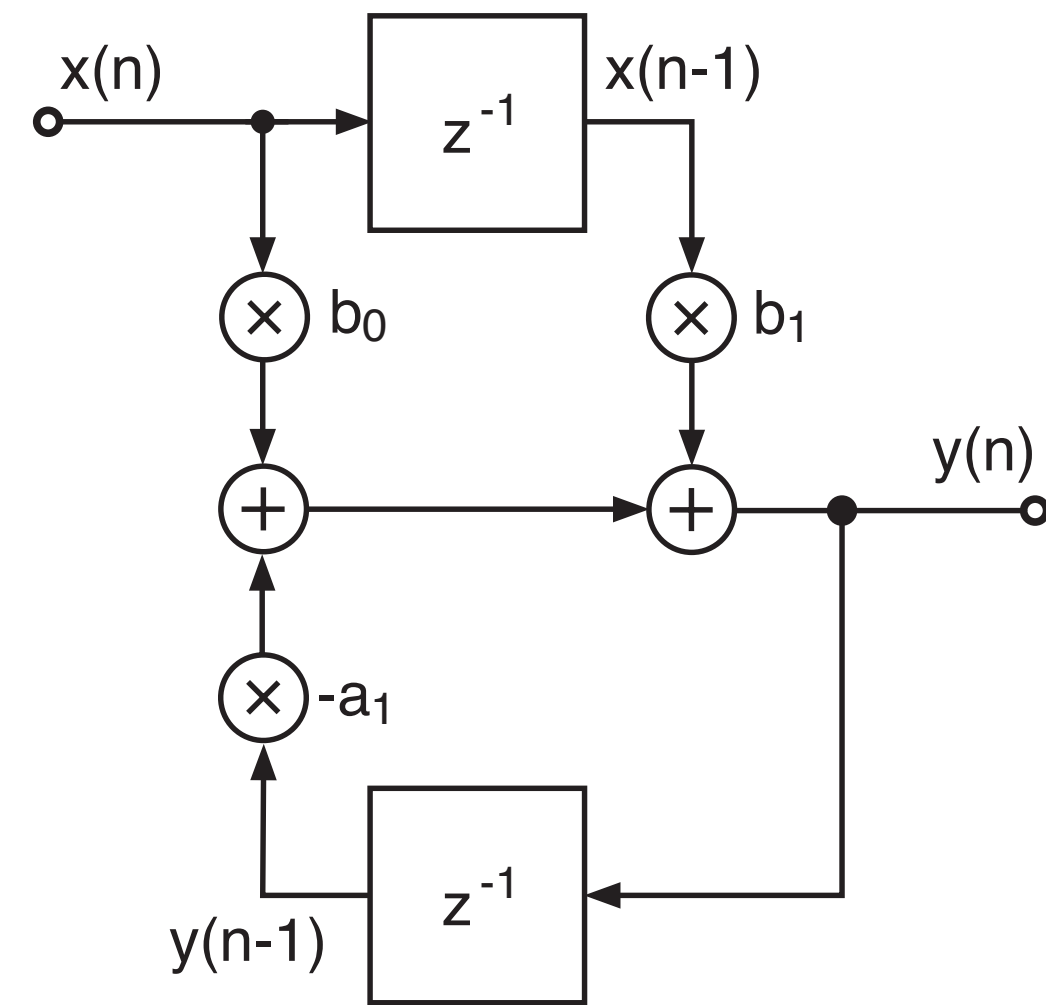 x(n)
x(n-1)
z⁻¹
b₀
b₁
y(n)
-a₁
z⁻¹
y(n-1)